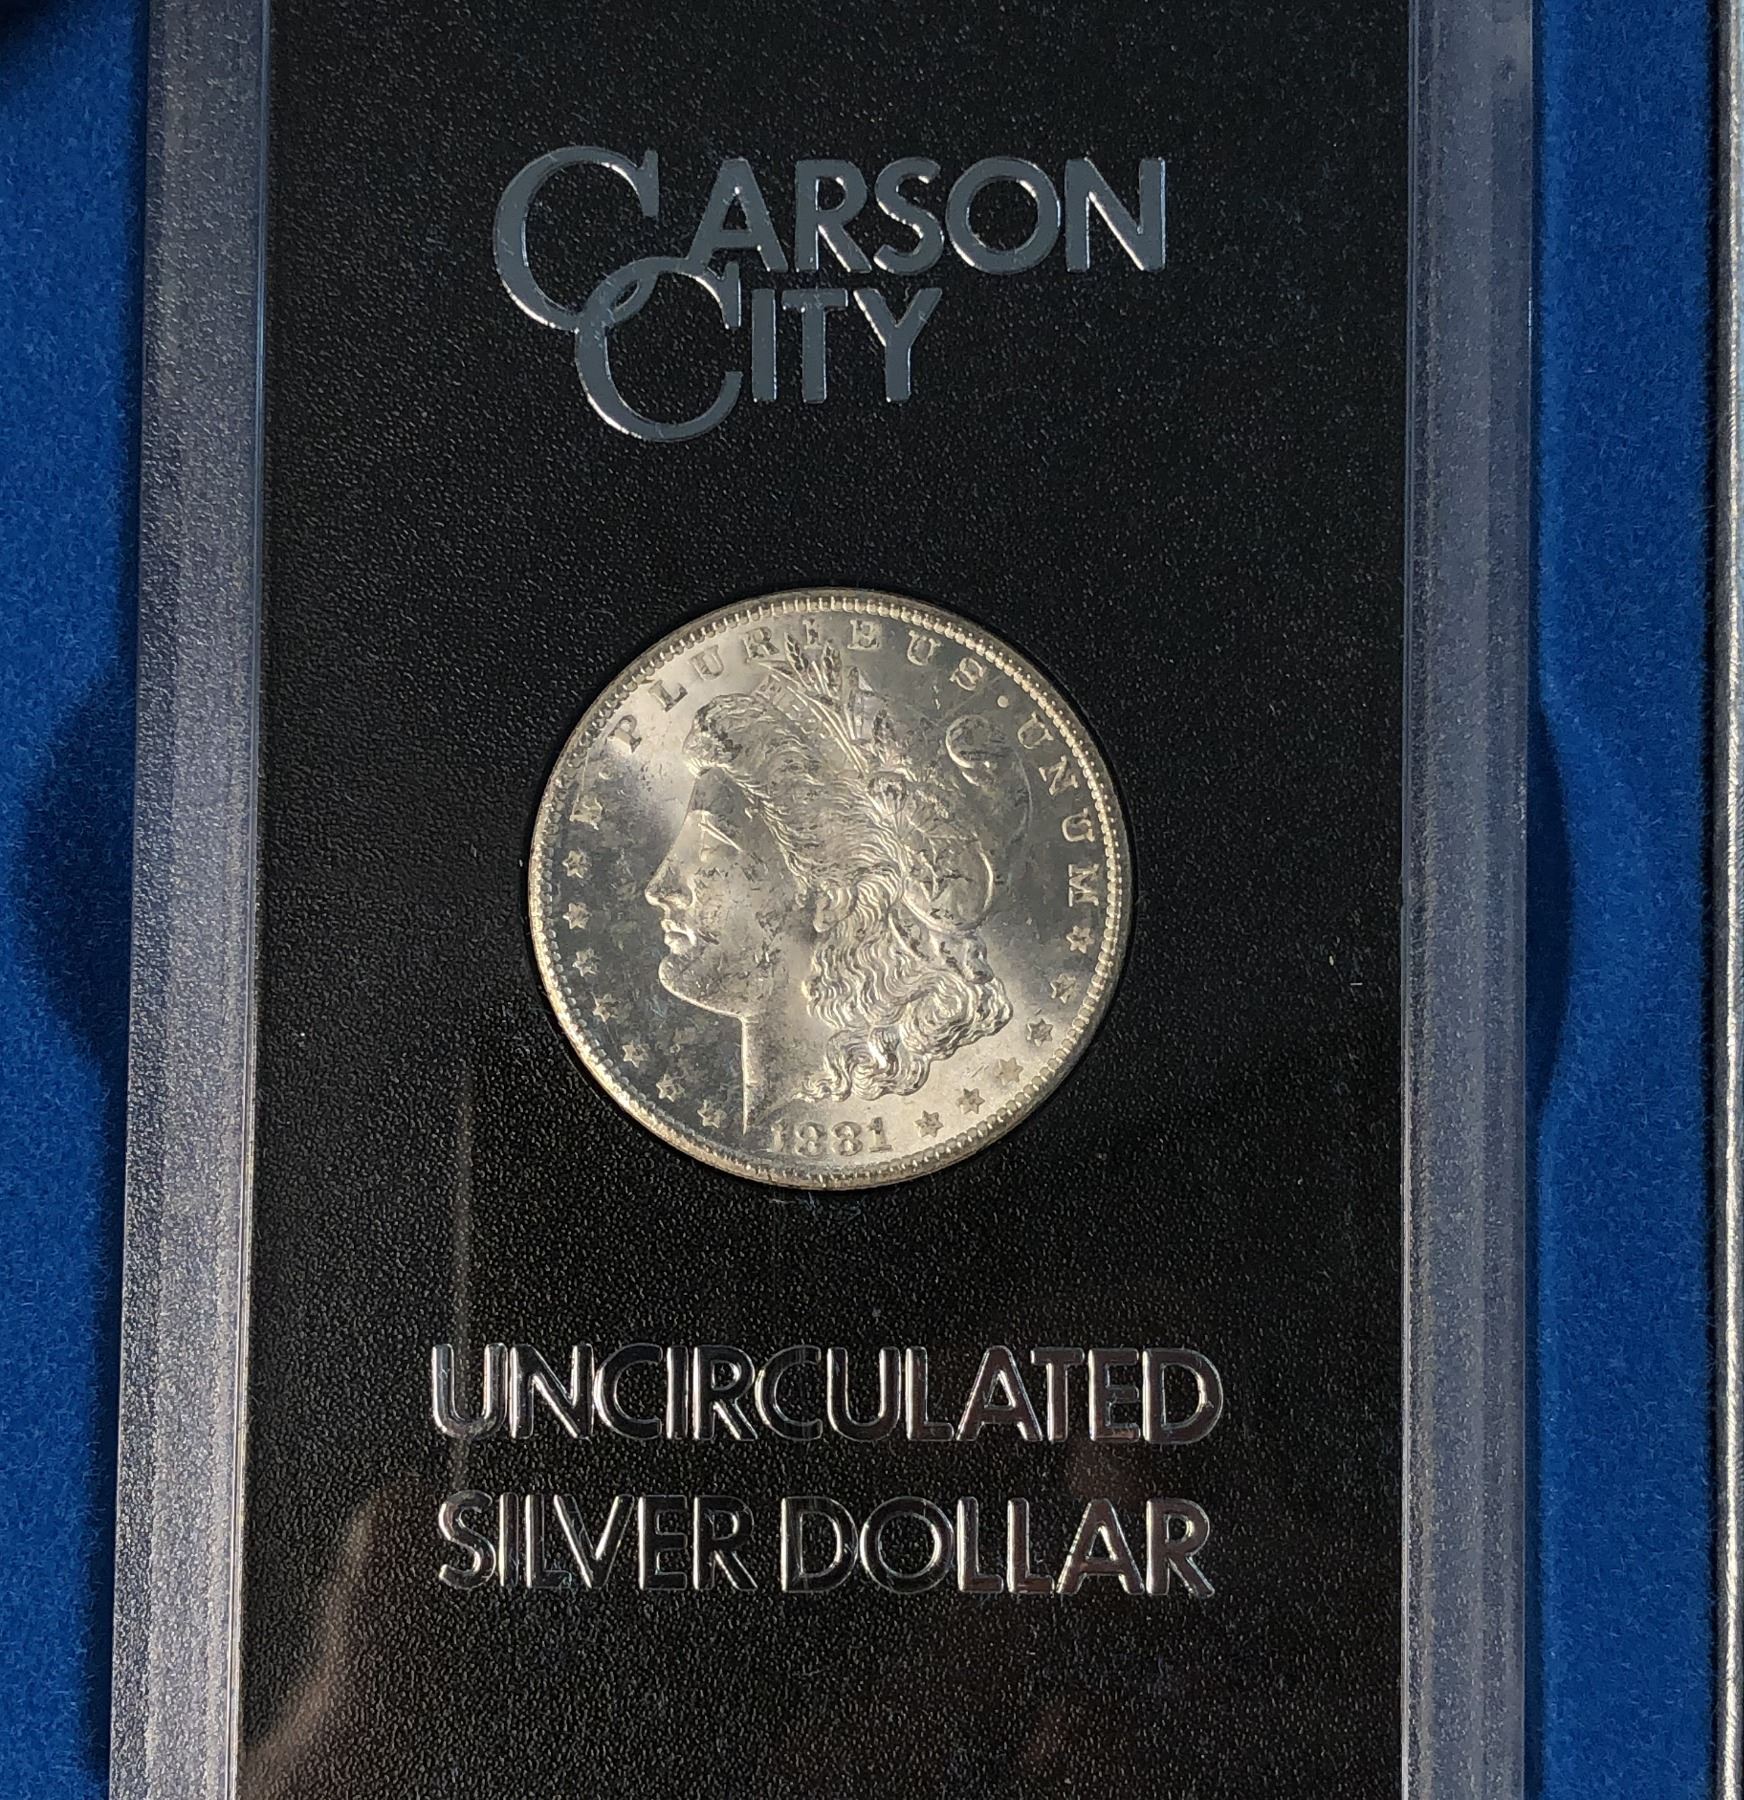 CARSON
CITY
E · PLURIBUS · UNUM
1881
UNCIRCULATED
SILVER DOLLAR